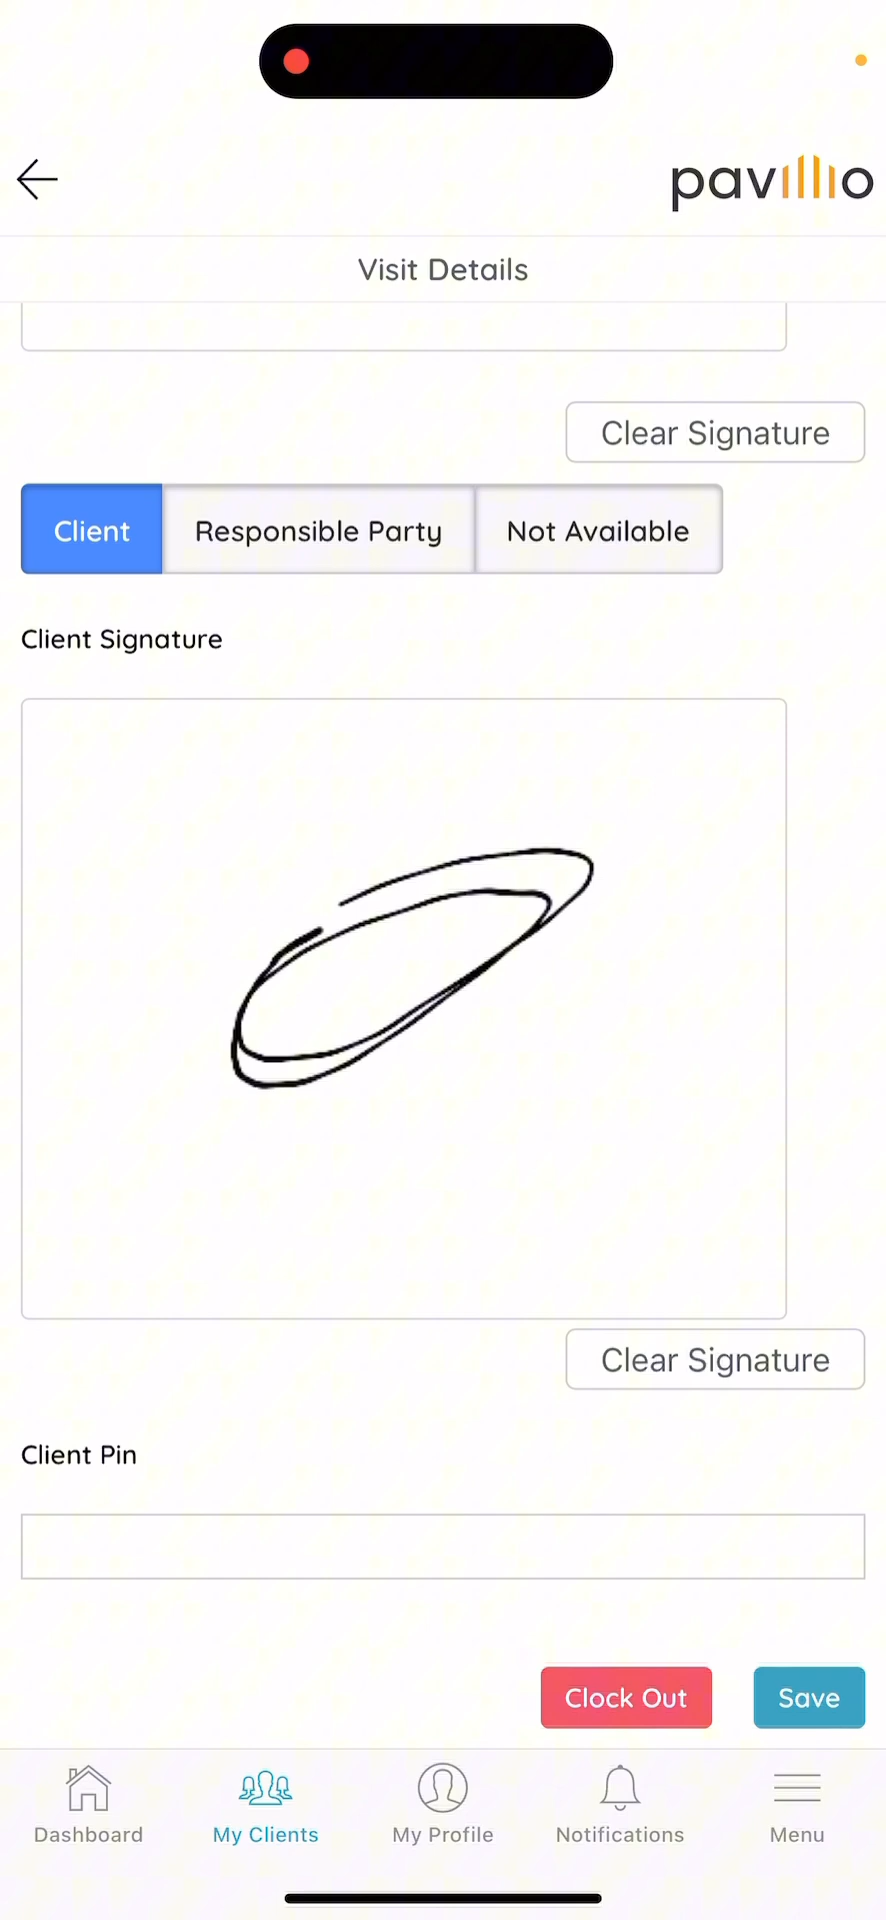 pavillio
Visit Details
Clear Signature
Client Responsible Party Not Available
Client Signature
Clear Signature
Client Pin
Clock Out Save
Dashboard My Clients My Profile Notifications Menu